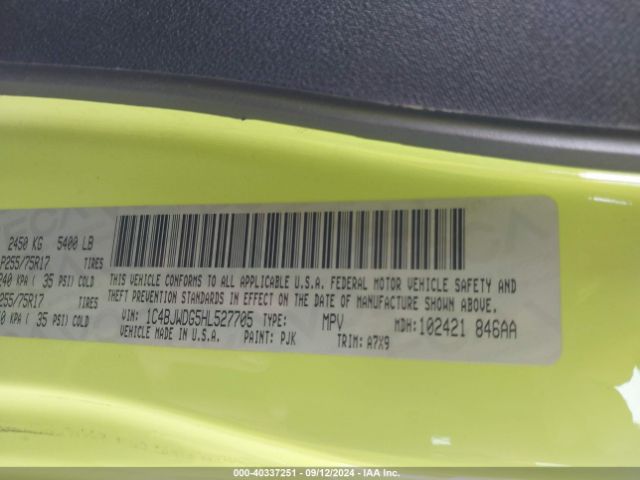 2450 KG 5400 LB
P255/75R17 TIRES
240 KPA ( 35 PSI) COLD
255/75R17 TIRES
0 KPA ( 35 PSI) COLD
THIS VEHICLE CONFORMS TO ALL APPLICABLE U.S.A. FEDERAL MOTOR VEHICLE SAFETY AND
THEFT PREVENTION STANDARDS IN EFFECT ON THE DATE OF MANUFACTURE SHOWN ABOVE.
VIN: 1C4BJWDG5HL527705 TYPE: MPV MDH:102421 846AA
VEHICLE MADE IN U.S.A. PAINT: PJK TRIM: A7X9
000-40337251 - 09/12/2024 - IAA Inc.